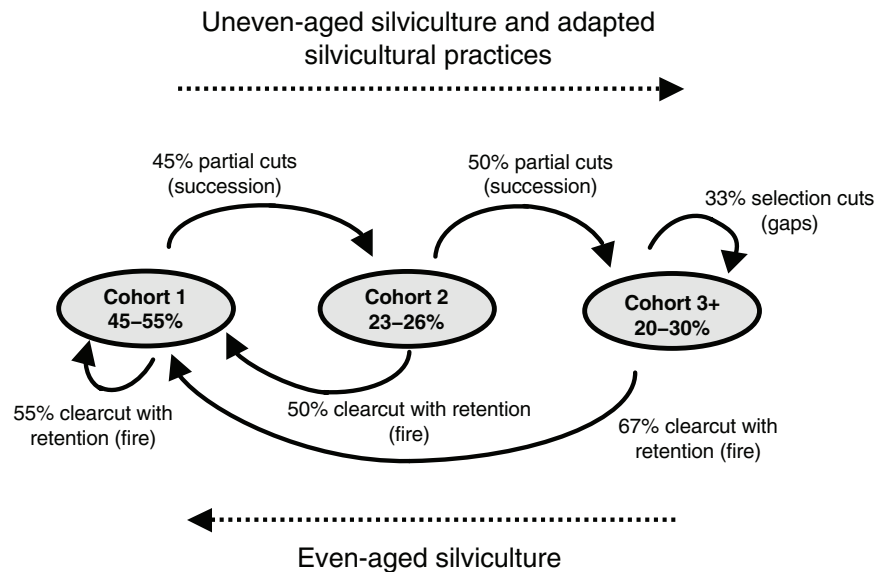 Uneven-aged silviculture and adapted
silvicultural practices
45% partial cuts
(succession)
50% partial cuts
(succession)
33% selection cuts
(gaps)
Cohort 1
45–55%
Cohort 2
23–26%
Cohort 3+
20–30%
55% clearcut with
retention (fire)
50% clearcut with retention
(fire)
67% clearcut with
retention (fire)
Even-aged silviculture